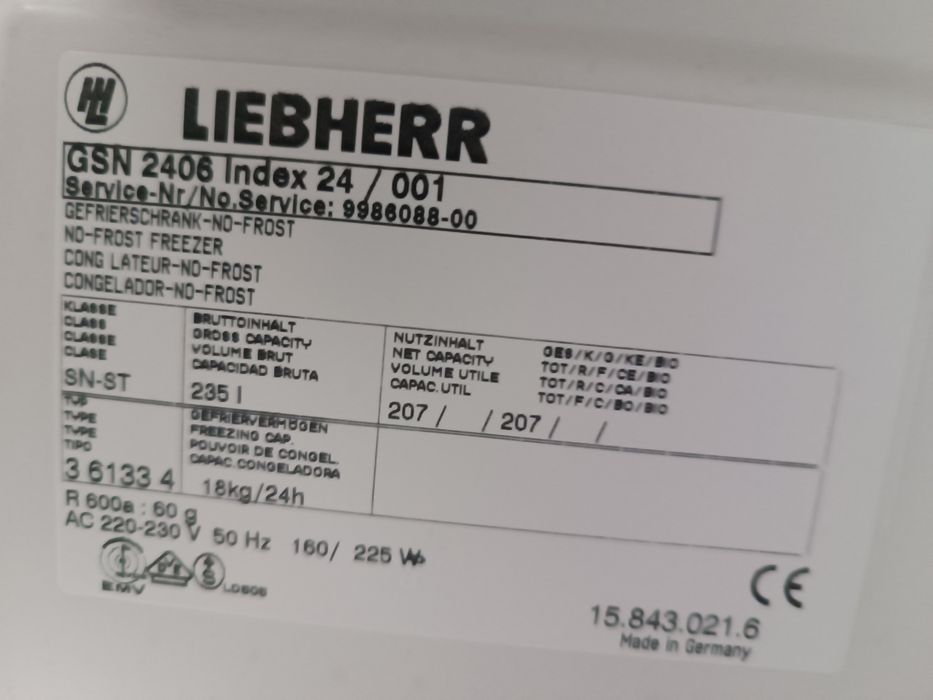 LIEBHERR
GSN 2406 Index 24 / 001
Service-Nr/No.Service: 9986088-00
GEFRIERSCHRANK-NO-FROST
NO-FROST FREEZER
CONG LATEUR-NO-FROST
CONGELADOR-NO-FROST
KLASSE
CLASS
CLASSE
CLASE
SN-ST
BRUTTOINHALT
GROSS CAPACITY
VOLUME BRUT
CAPACIDAD BRUTA
235 l
NUTZINHALT GES/K/G/KE/BIO
NET CAPACITY TOT/R/F/CE/BIO
VOLUME UTILE TOT/R/C/CA/BIO
CAPAC.UTIL TOT/F/C/BO/BIO
207 / / 207 / /
TYP
TYPE
TYPE
TIPO
3 6133 4
GEFRIERVERMÖGEN
FREEZING CAP.
POUVOIR DE CONGEL.
CAPAC.CONGELADORA
18kg/24h
R 600a : 60 g
AC 220-230 V 50 Hz 160/ 225 W
EMV
CE
15.843.021.6
Made in Germany